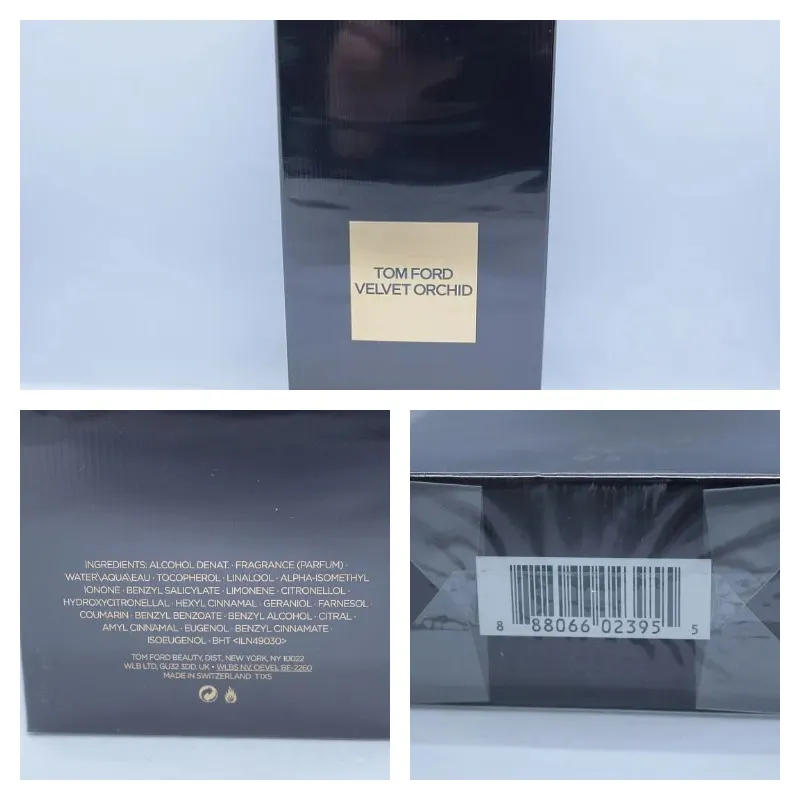 TOM FORD
VELVET ORCHID
INGREDIENTS: ALCOHOL DENAT. · FRAGRANCE (PARFUM) ·
WATER\AQUA\EAU · TOCOPHEROL · LINALOOL · ALPHA-ISOMETHYL
IONONE · BENZYL SALICYLATE · LIMONENE · CITRONELLOL ·
HYDROXYCITRONELLAL · HEXYL CINNAMAL · GERANIOL · FARNESOL ·
COUMARIN · BENZYL BENZOATE · BENZYL ALCOHOL · CITRAL ·
AMYL CINNAMAL · EUGENOL · BENZYL CINNAMATE ·
ISOEUGENOL · BHT <ILN49030>
TOM FORD BEAUTY, DIST, NEW YORK, NY 10022
WLB LTD, GU32 3DD, UK • WLBS NV. OEVEL BE-2260
MADE IN SWITZERLAND T1X5
8 88066 02395 5